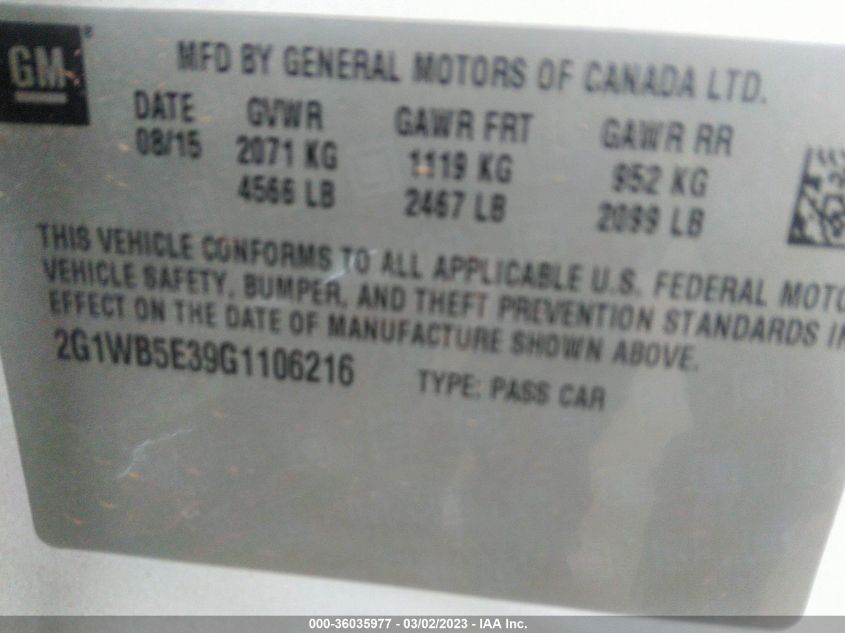 GM
MFD BY GENERAL MOTORS OF CANADA LTD.
DATE GVWR GAWR FRT GAWR RR
08/15 2071 KG 1119 KG 952 KG
4566 LB 2467 LB 2099 LB
THIS VEHICLE CONFORMS TO ALL APPLICABLE U.S. FEDERAL MOTO
VEHICLE SAFETY, BUMPER, AND THEFT PREVENTION STANDARDS IN
EFFECT ON THE DATE OF MANUFACTURE SHOWN ABOVE.
2G1WB5E39G1106216 TYPE: PASS CAR
000-36035977 — 03/02/2023 - IAA Inc.